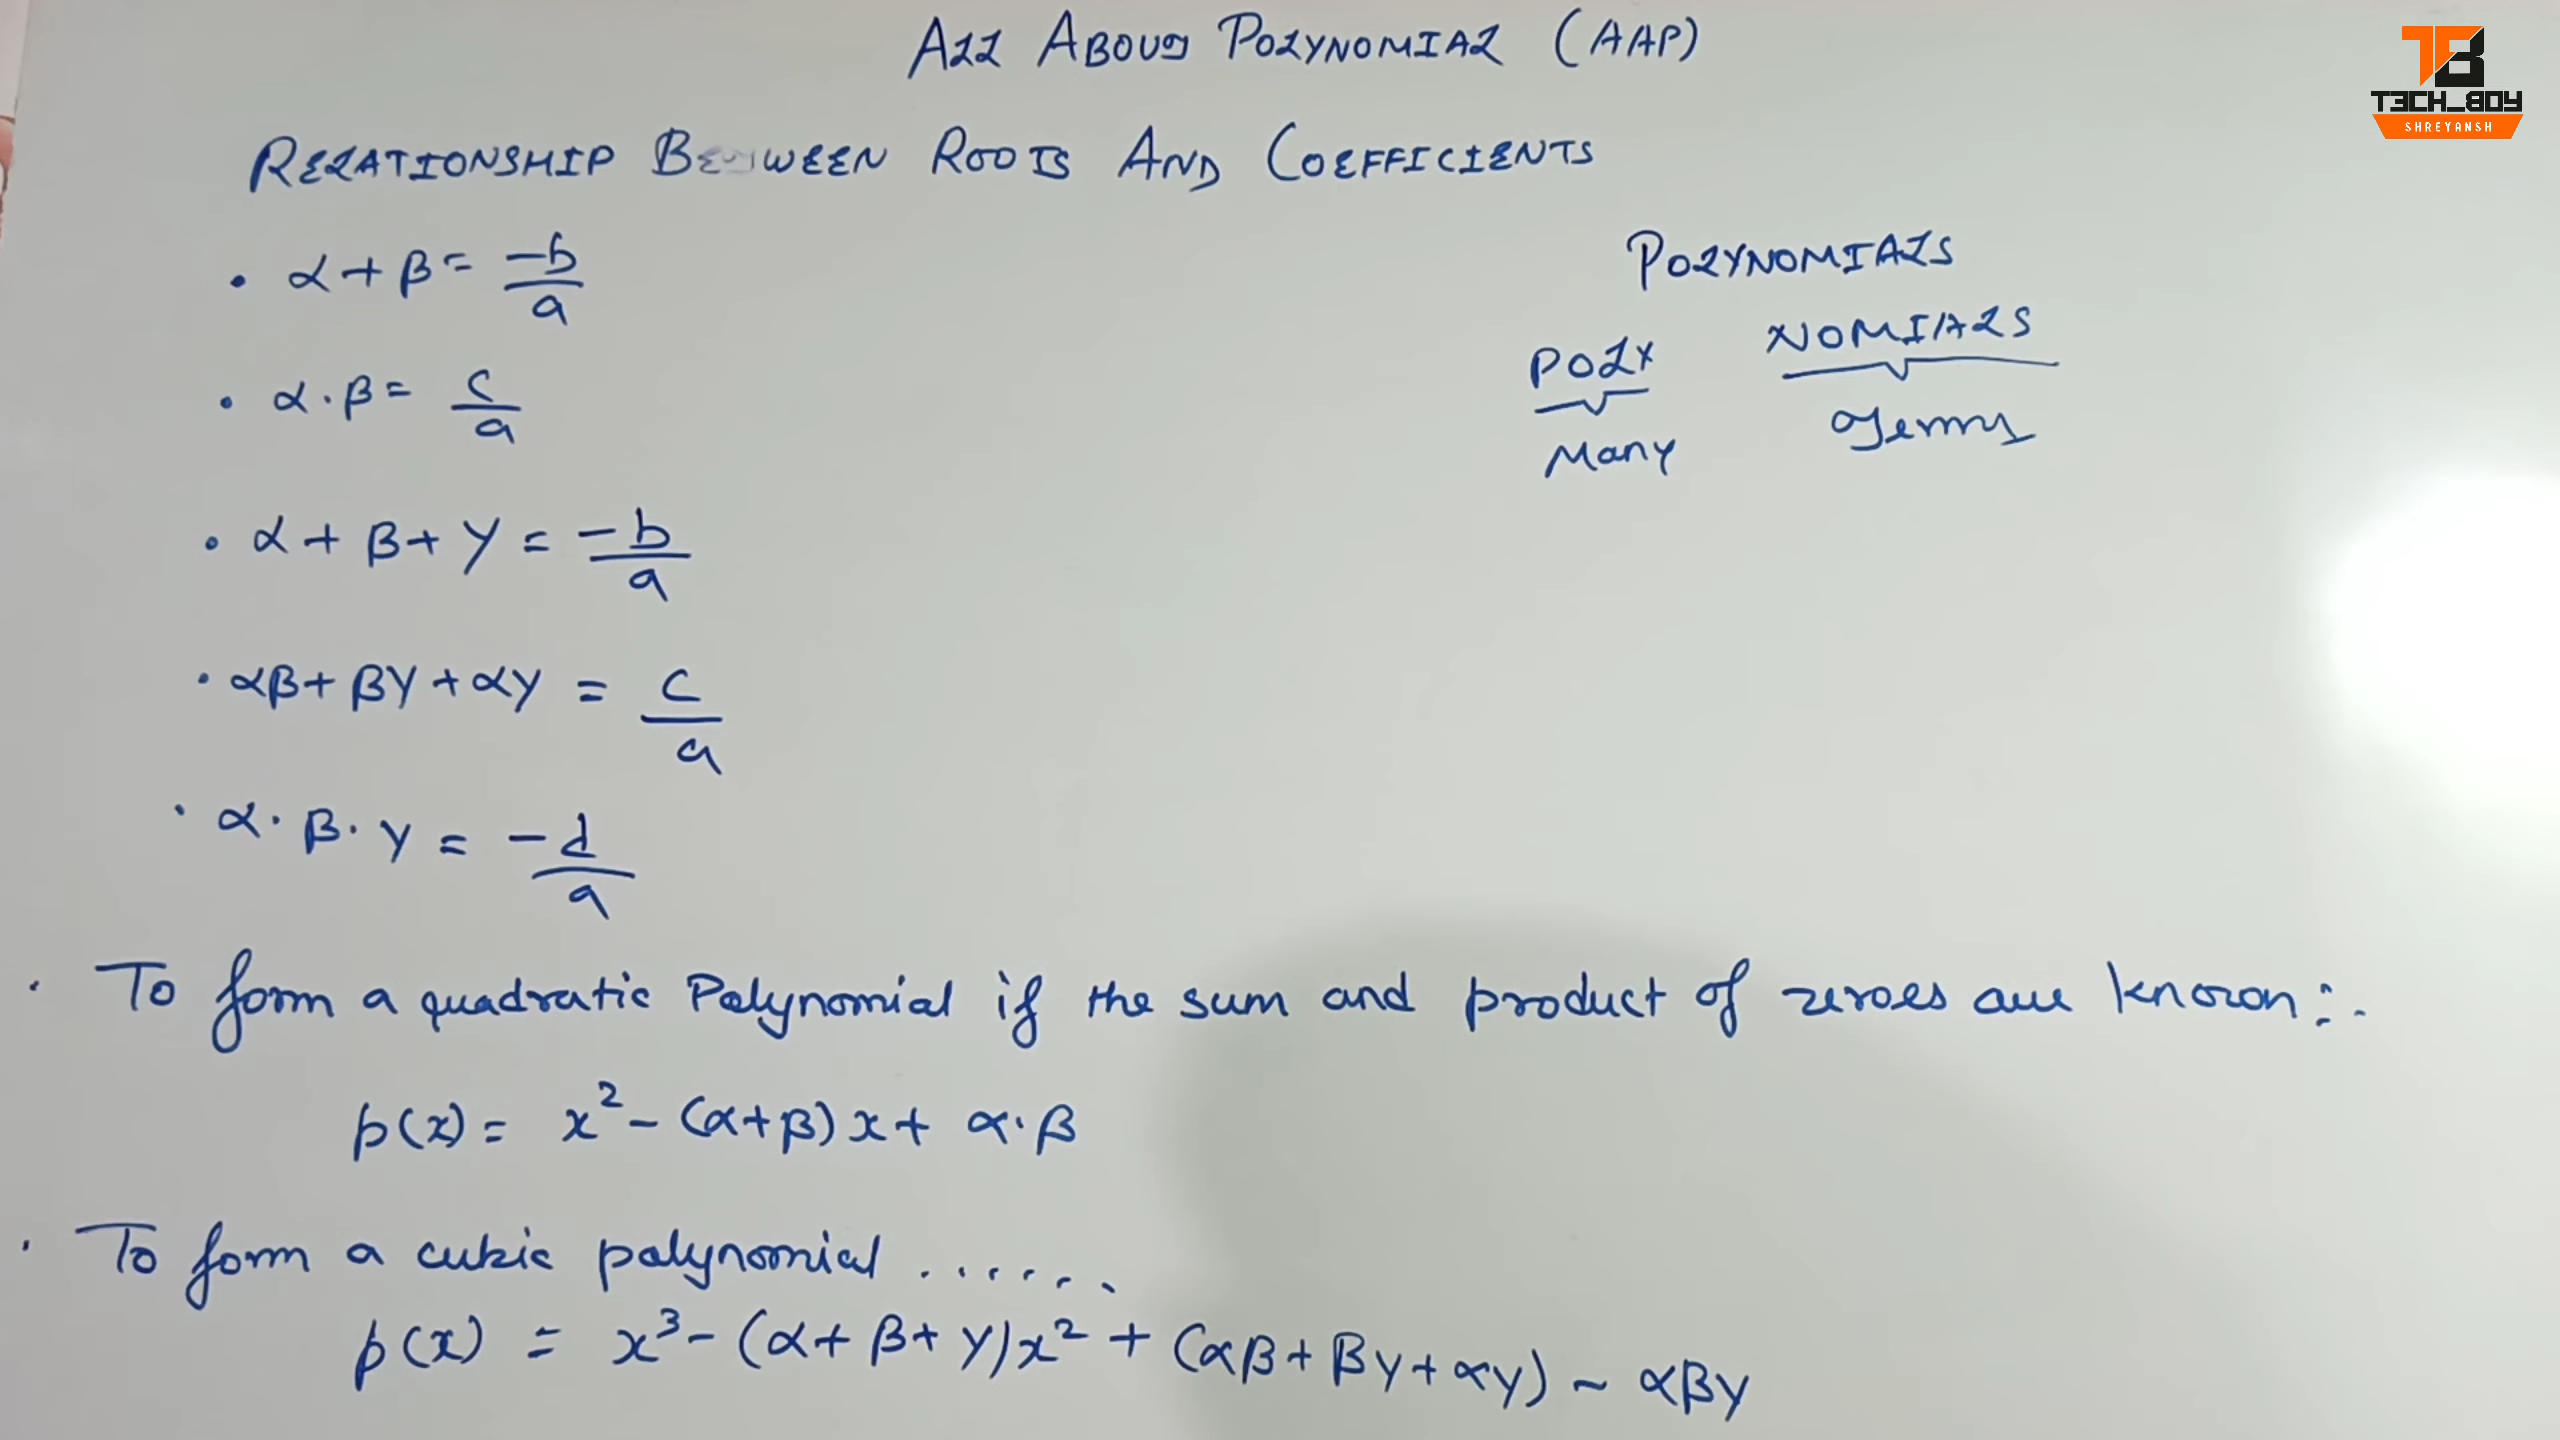 ALL ABOUT POLYNOMIAL (AAP)
TB
T3CH_BOY
SHREYANSH
RELATIONSHIP BETWEEN ROOTS AND COEFFICIENTS
• α + β = -b/a
• α . β = c/a
• α + β + γ = -b/a
• αβ + βγ + αγ = c/a
• α . β . γ = -d/a
POLYNOMIALS
POLY NOMIALS
Many Terms
• To form a quadratic Polynomial if the sum and product of zeroes are known :-
p(x) = x² - (α+β)x + α.β
• To form a cubic polynomial ......
p(x) = x³ - (α + β + γ)x² + (αβ + βγ + αγ) ~ αβγ